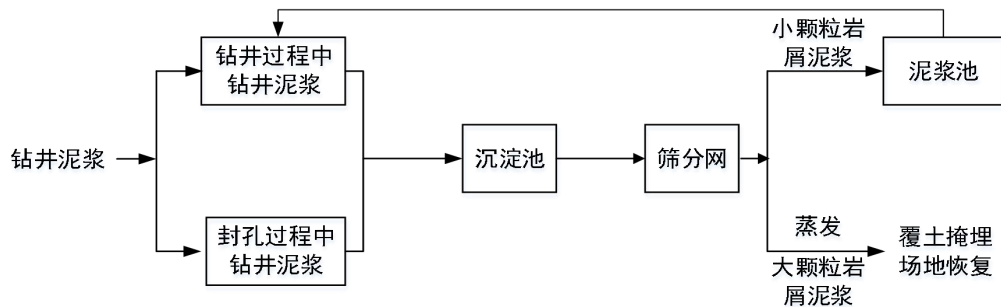 钻井泥浆
钻井过程中
钻井泥浆
封孔过程中
钻井泥浆
沉淀池
筛分网
小颗粒岩
屑泥浆
泥浆池
蒸发
大颗粒岩
屑泥浆
覆土掩埋
场地恢复